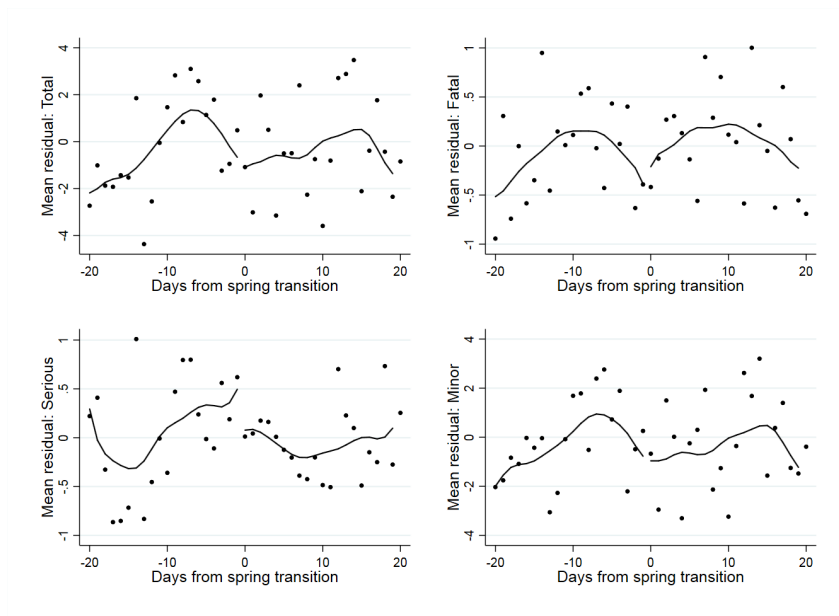 Mean residual: Total
4
2
0
-2
-4
-20 -10 0 10 20
Days from spring transition
Mean residual: Fatal
1
.5
0
-.5
-1
-20 -10 0 10 20
Days from spring transition
Mean residual: Serious
1
.5
0
-.5
-1
-20 -10 0 10 20
Days from spring transition
Mean residual: Minor
4
2
0
-2
-4
-20 -10 0 10 20
Days from spring transition